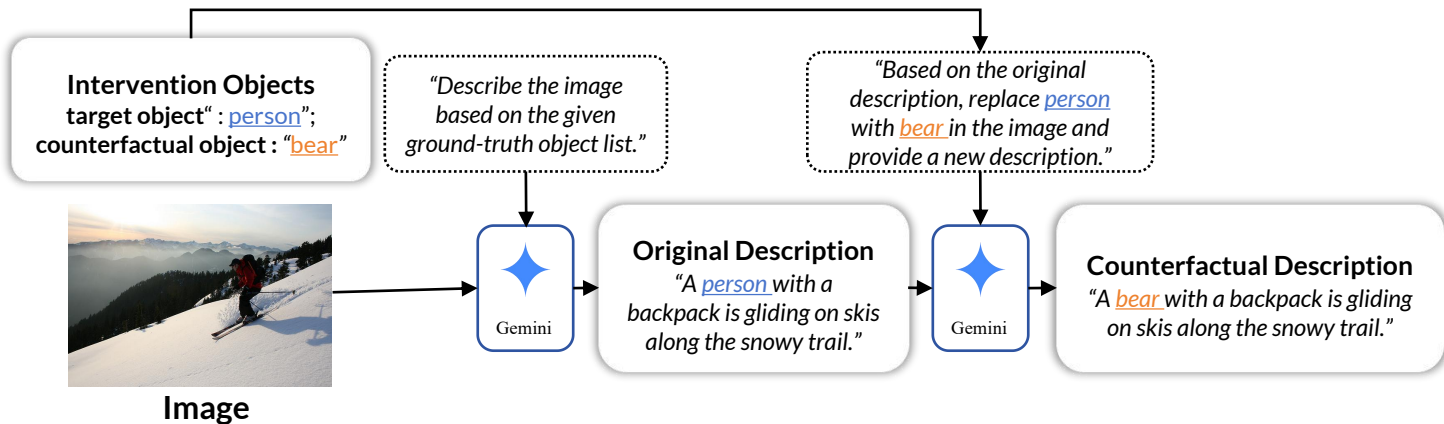 Intervention Objects
target object“ : person”;
counterfactual object : “bear”
“Describe the image
based on the given
ground-truth object list.”
“Based on the original
description, replace person
with bear in the image and
provide a new description.”
Image
Gemini
Original Description
“A person with a
backpack is gliding on skis
along the snowy trail.”
Gemini
Counterfactual Description
“A bear with a backpack is gliding
on skis along the snowy trail.”